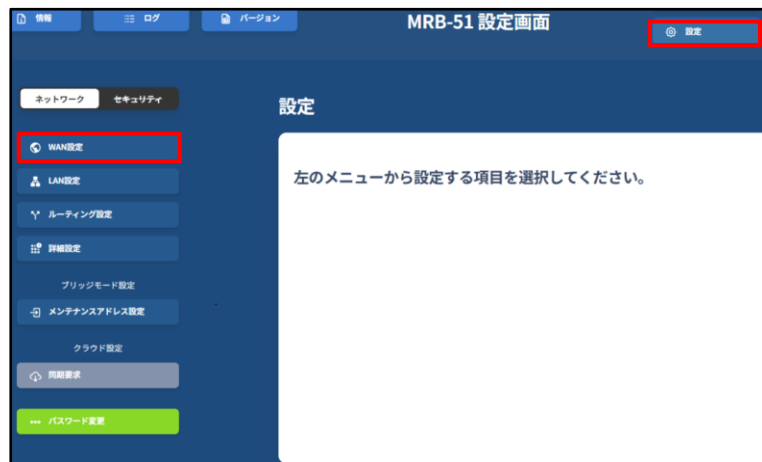 情報
ログ
バージョン
MRB-51 設定画面
設定
ネットワーク
セキュリティ
設定
WAN設定
左のメニューから設定する項目を選択してください。
LAN設定
ルーティング設定
詳細設定
ブリッジモード設定
メンテナンスアドレス設定
クラウド設定
同期要求
パスワード変更